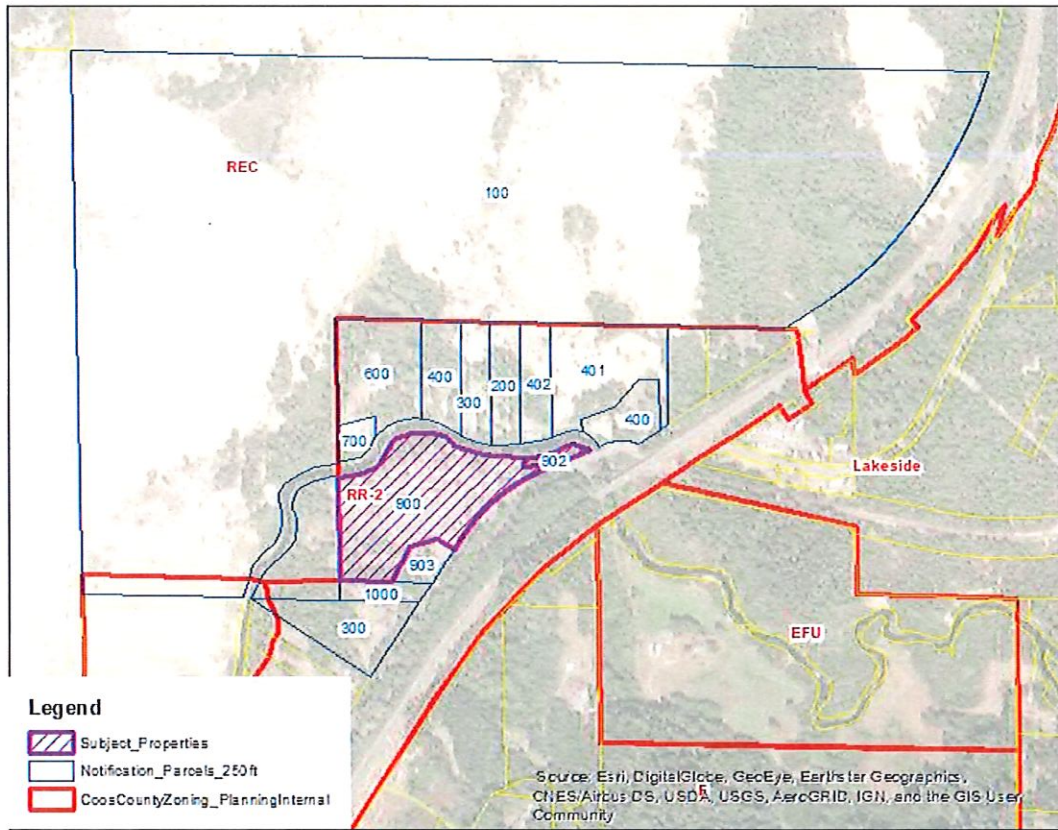 REC
100
600
400
300
200
402
401
400
700
902
RR-2
900
903
1000
300
Lakeside
EFU
F
Legend
Subject_Properties
Notification_Parcels_250ft
CoosCountyZoning_PlanningInternal
Source: Esri, DigitalGlobe, GeoEye, Earthstar Geographics,
CNES/Airbus DS, USDA, USGS, AeroGRID, IGN, and the GIS User
Community